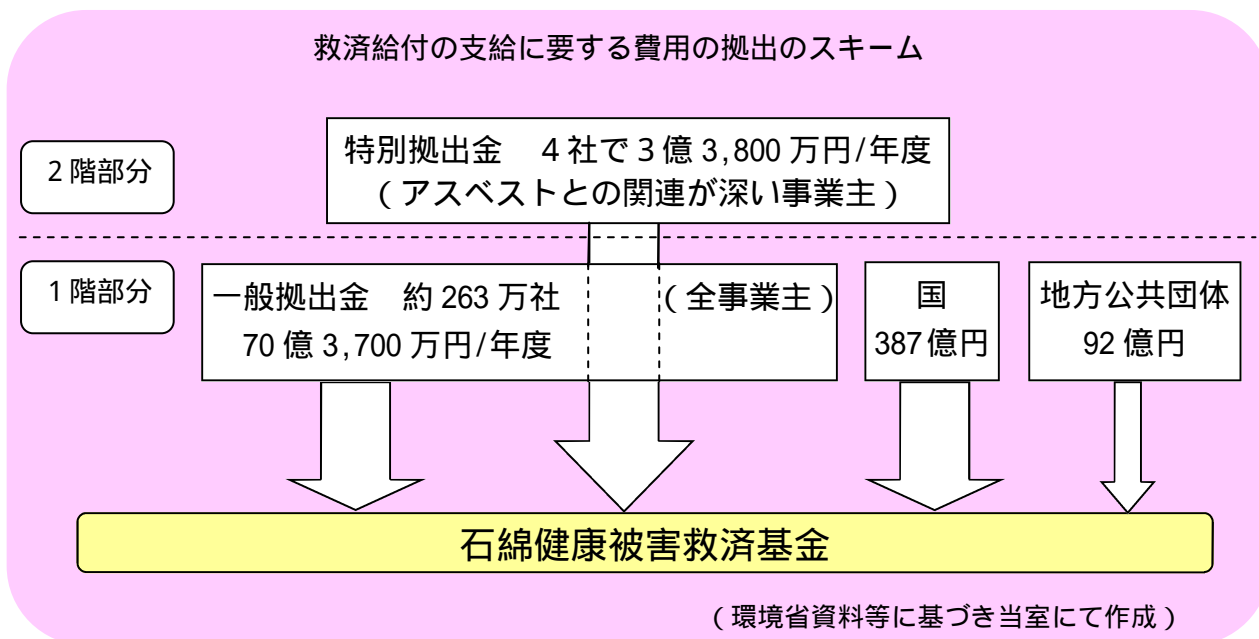 救済給付の支給に要する費用の拠出のスキーム
2階部分
特別拠出金　4社で3億3,800万円/年度
（アスベストとの関連が深い事業主）
1階部分
一般拠出金　約263万社　（全事業主）
70億3,700万円/年度
国
387億円
地方公共団体
92億円
石綿健康被害救済基金
（環境省資料等に基づき当室にて作成）